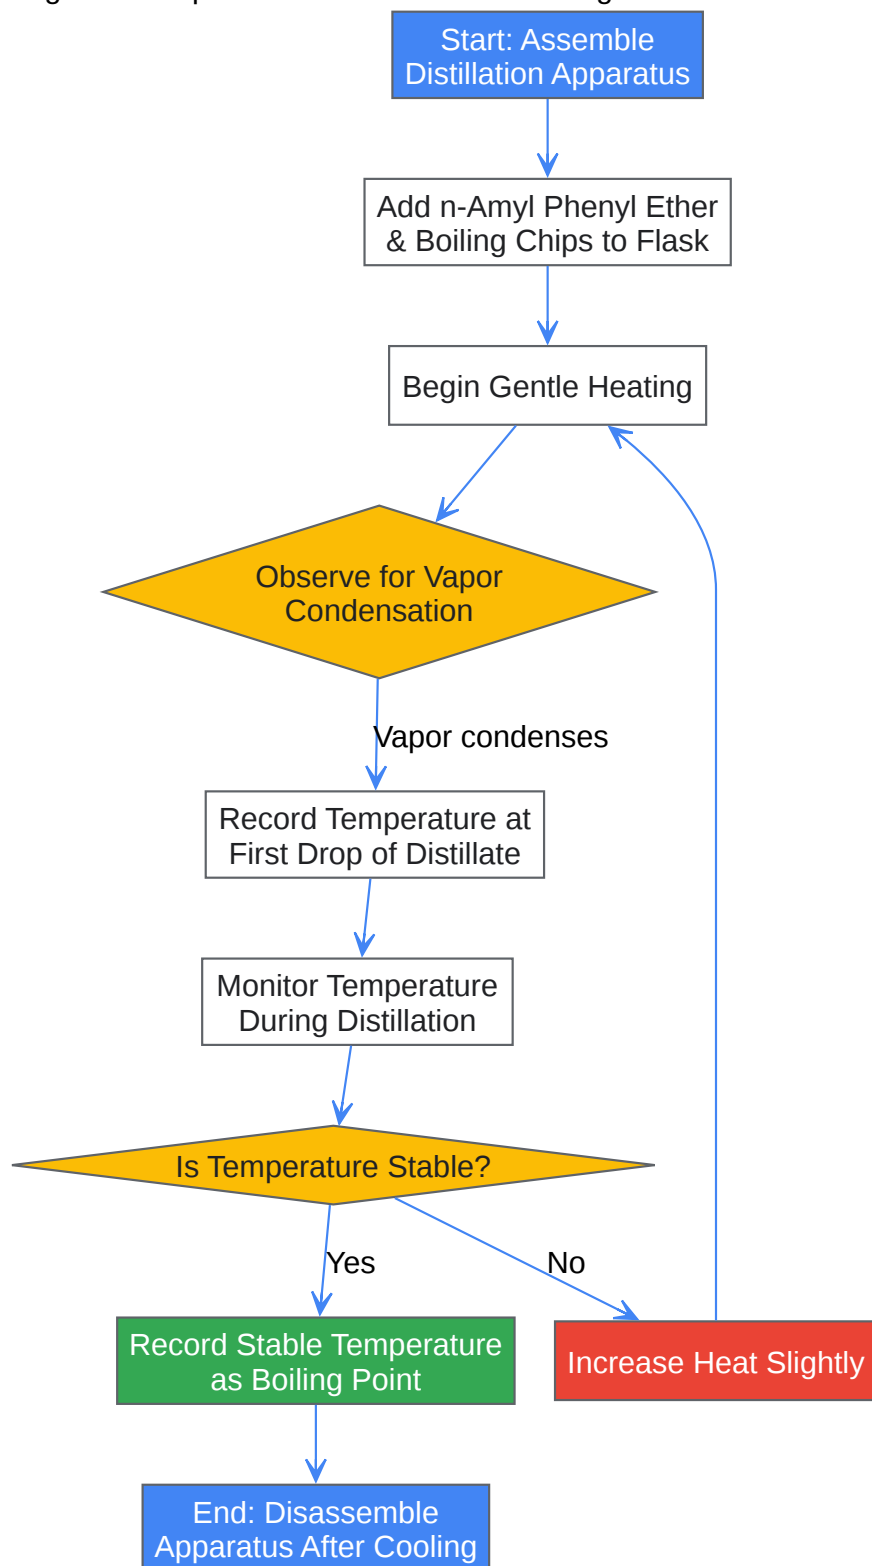 Start: Assemble
Distillation Apparatus
Add n-Amyl Phenyl Ether
& Boiling Chips to Flask
Begin Gentle Heating
Observe for Vapor
Condensation
Vapor condenses
Record Temperature at
First Drop of Distillate
Monitor Temperature
During Distillation
Is Temperature Stable?
Yes
No
Record Stable Temperature
as Boiling Point
Increase Heat Slightly
End: Disassemble
Apparatus After Cooling